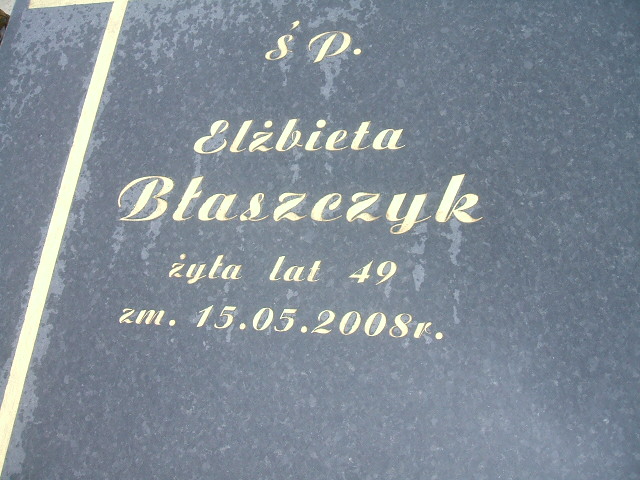 ś P.
Elżbieta
Błaszczyk
żyła lat 49
zm. 15.05.2008r.